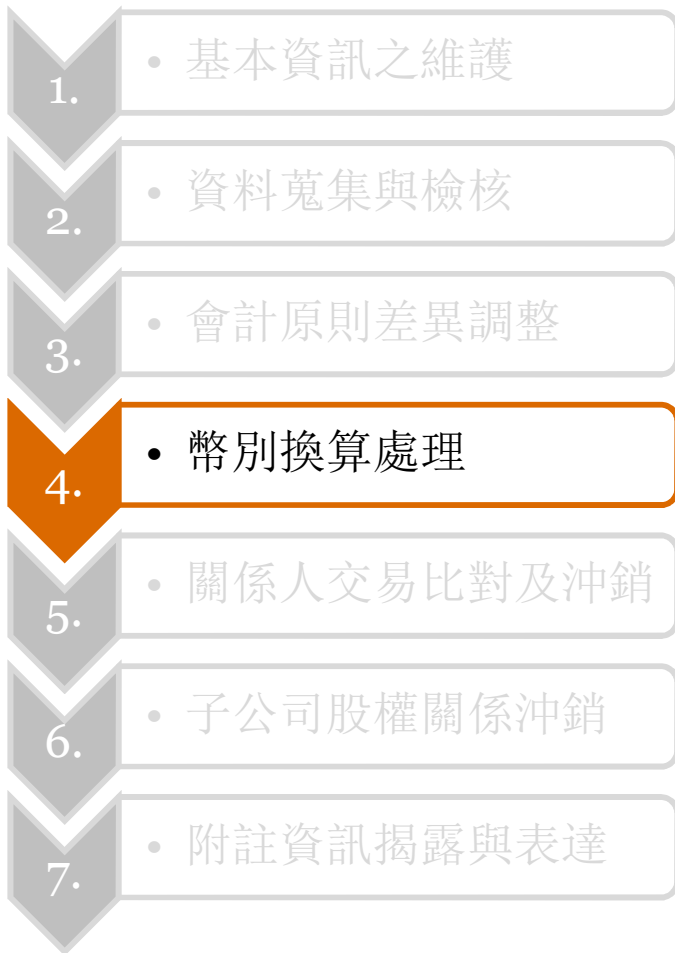 1. • 基本資訊之維護
2. • 資料蒐集與檢核
3. • 會計原則差異調整
4. • 幣別換算處理
5. • 關係人交易比對及沖銷
6. • 子公司股權關係沖銷
7. • 附註資訊揭露與表達